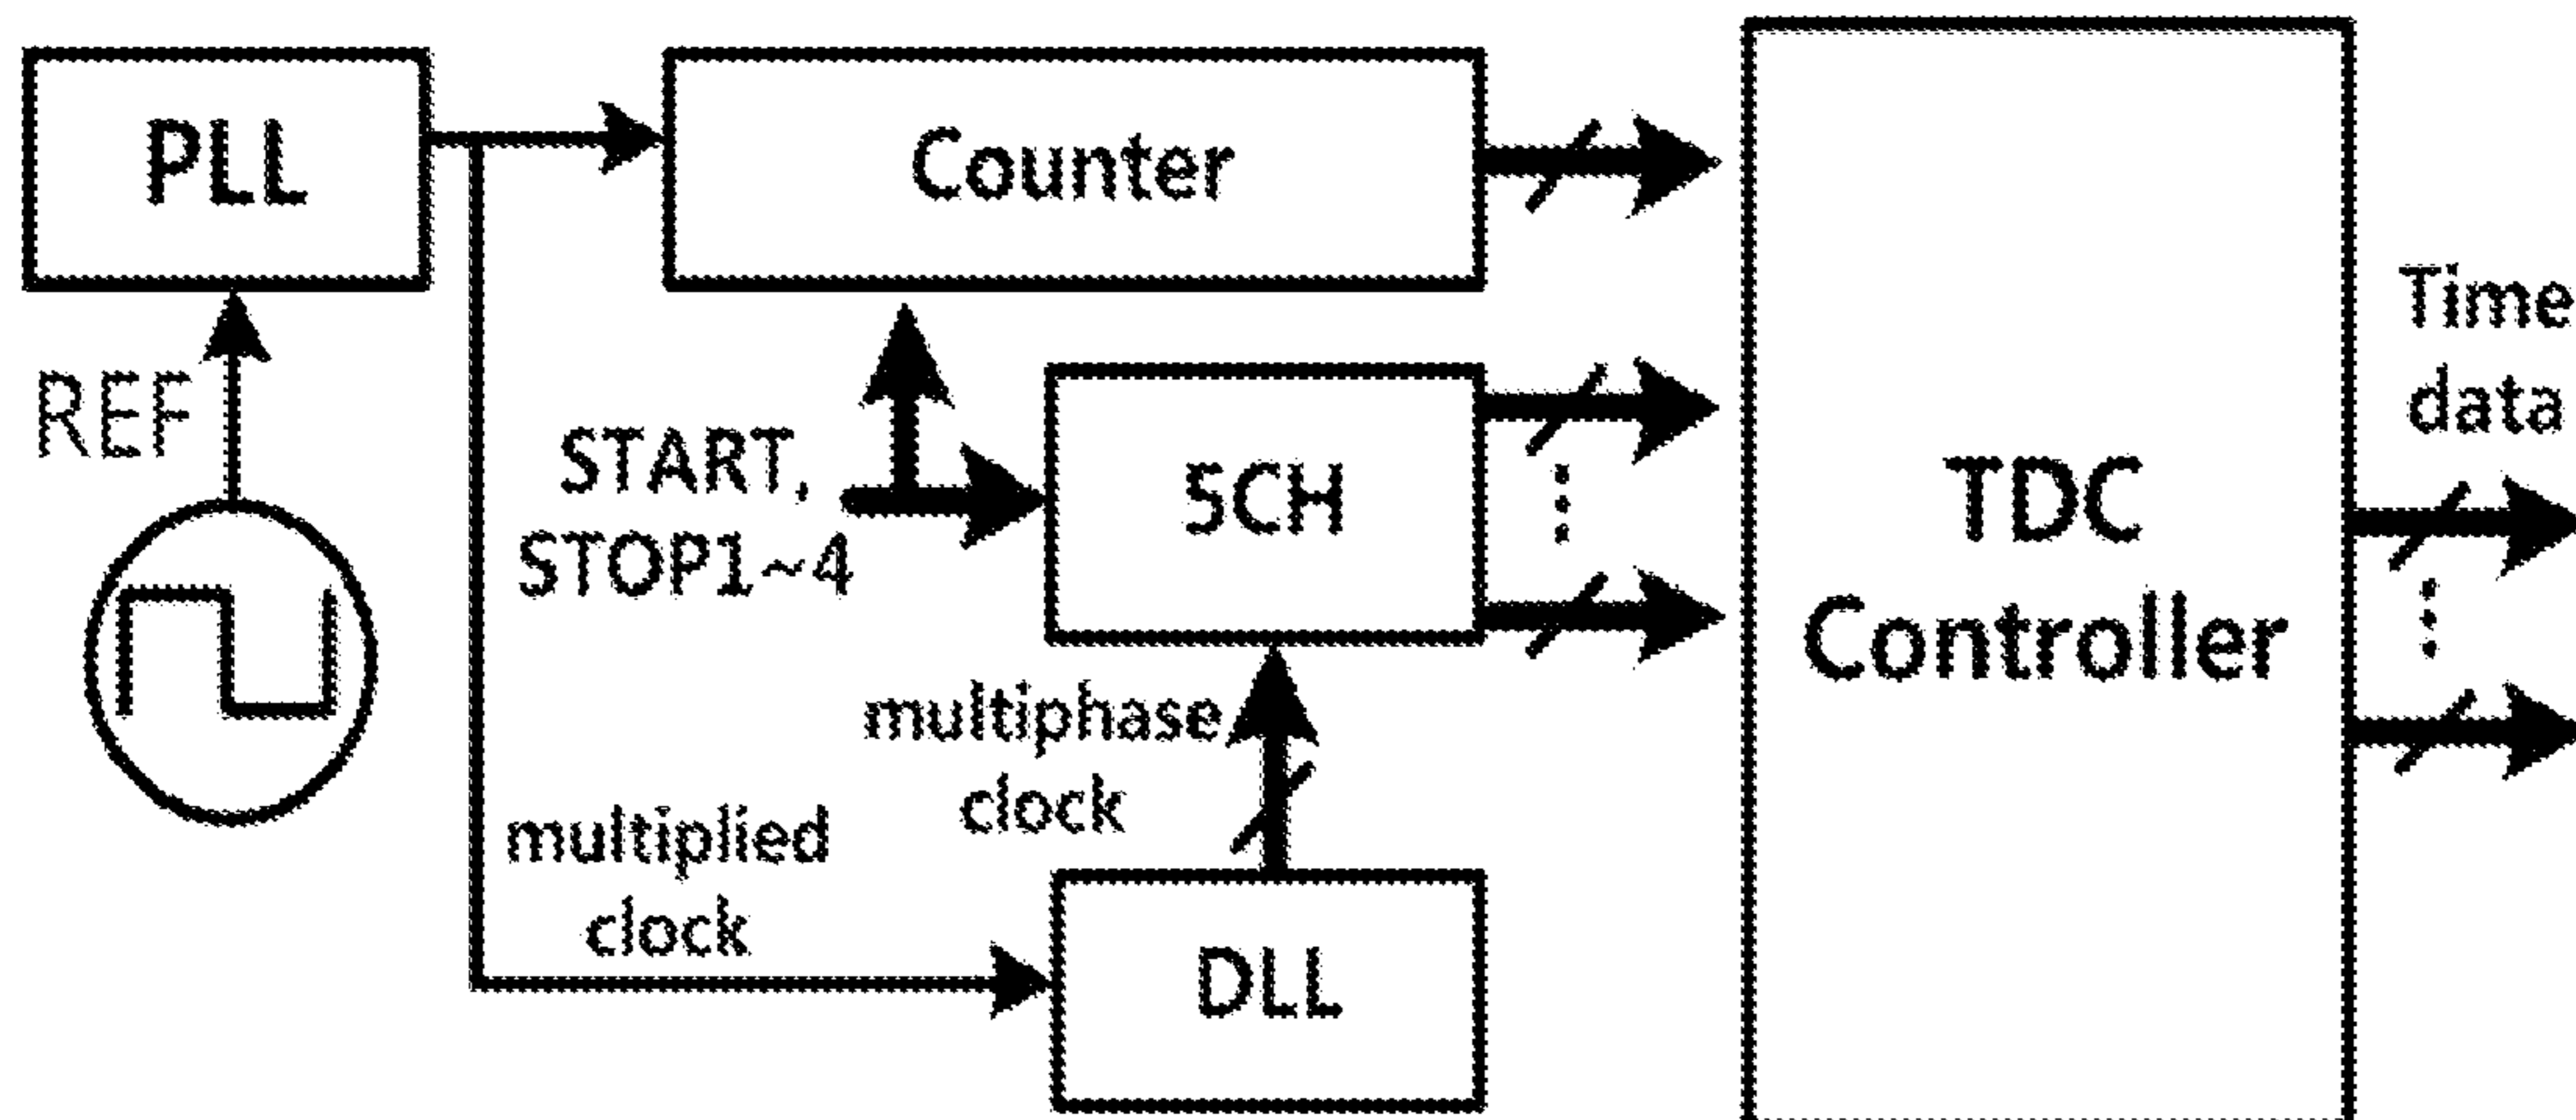 PLL
Counter
REF
START,
STOP1~4
5CH
multiphase
clock
multiplied
clock
DLL
TDC
Controller
Time
data